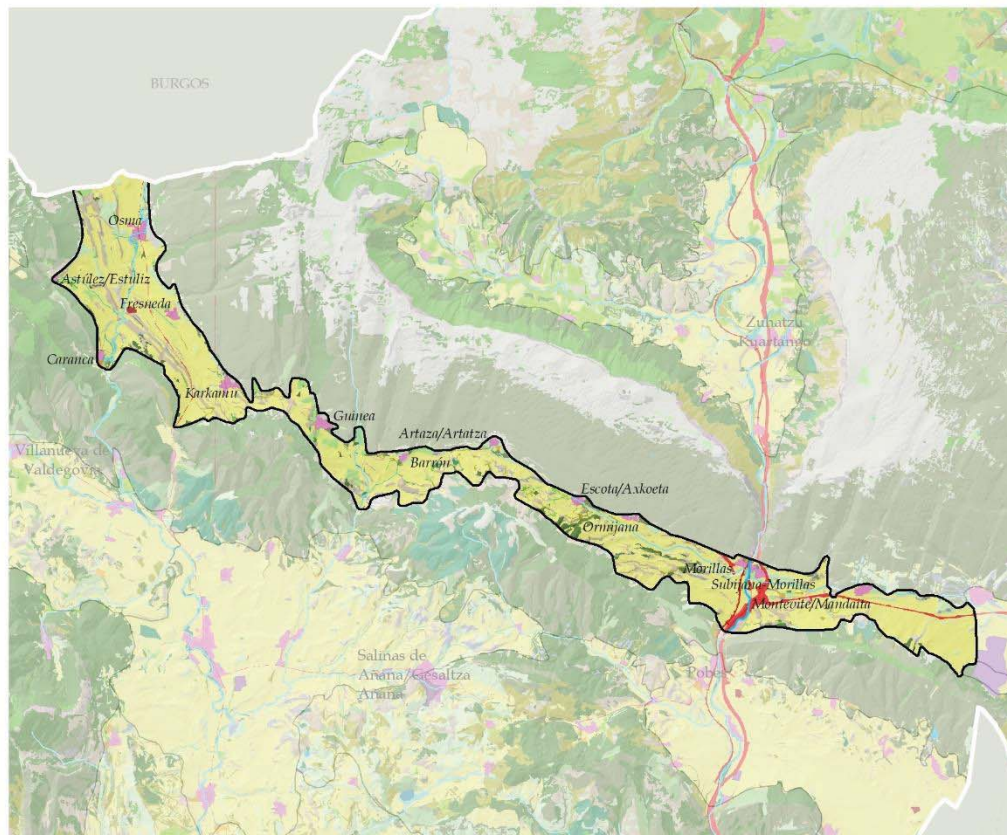 BURGOS
Osma
Astúlez/Estuliz
Fresneda
Zuhatzu
Kuartango
Caranca
Karkamu
Guinea
Artaza/Artatza
Villanueva de
Valdegovía
Barrón
Escota/Axkoeta
Ormijana
Morillas
Subijana-Morillas
Montevite/Mandaita
Salinas de
Añana/Gesaltza
Añana
Pobes